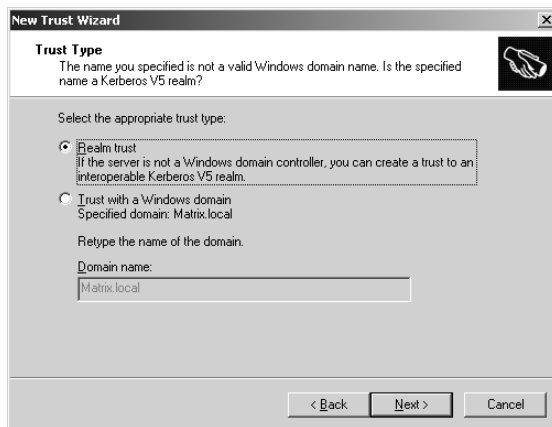 New Trust Wizard
Trust Type
The name you specified is not a valid Windows domain name. Is the specified
name a Kerberos V5 realm?
Select the appropriate trust type:
Realm trust
If the server is not a Windows domain controller, you can create a trust to an
interoperable Kerberos V5 realm.
Trust with a Windows domain
Specified domain: Matrix.local
Retype the name of the domain.
Domain name:
Matrix.local
< Back Next > Cancel